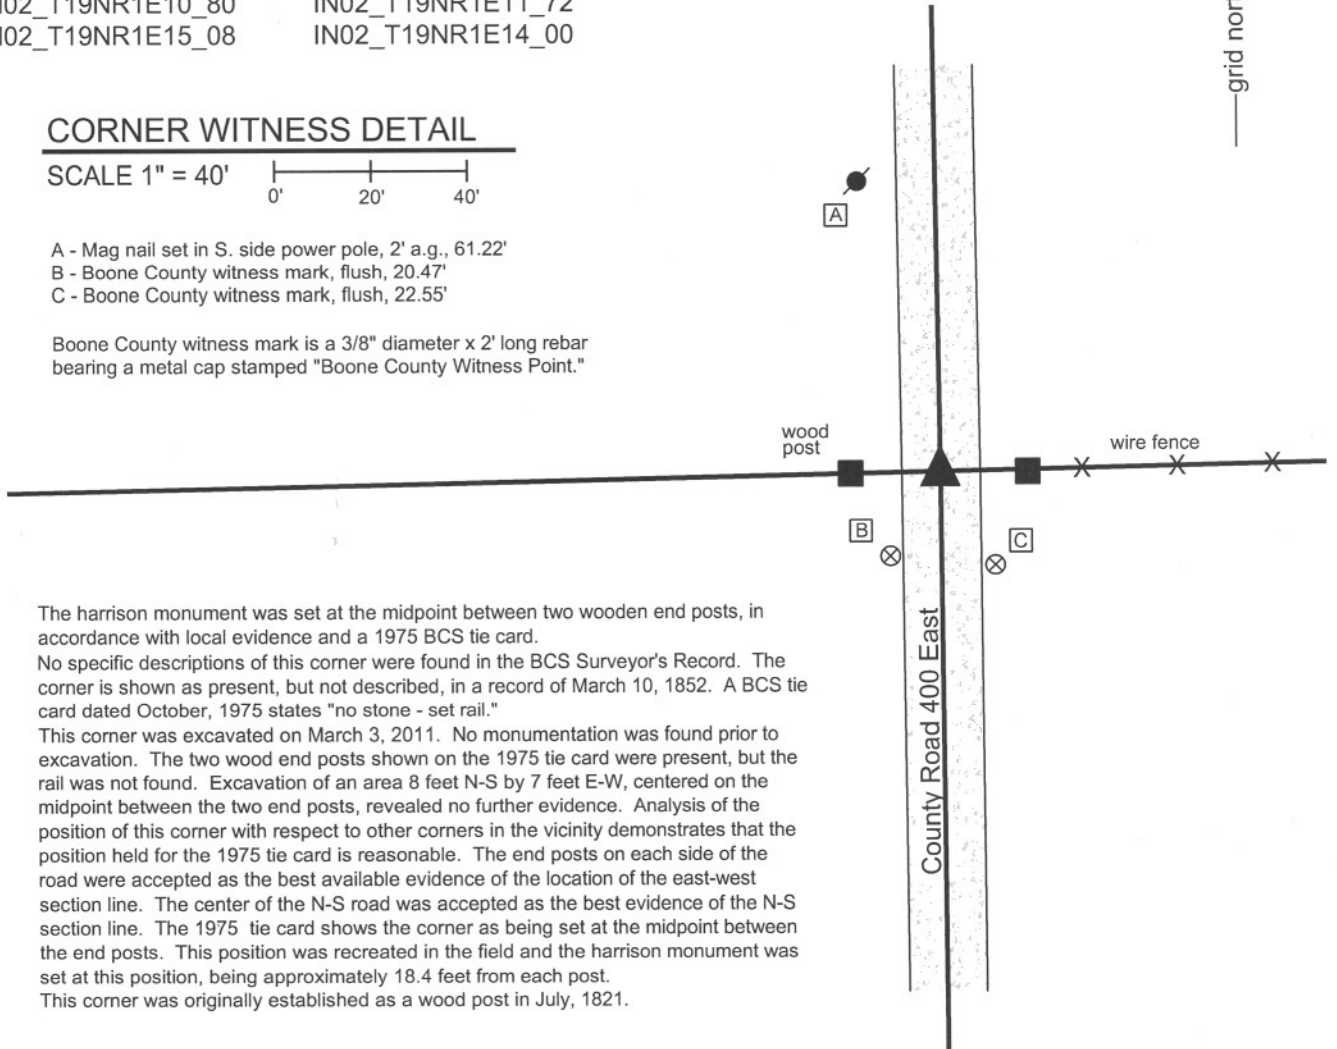 02_T19NR1E10_80 IN02_T19NR1E11_72
02_T19NR1E15_08 IN02_T19NR1E14_00
grid nor
CORNER WITNESS DETAIL
SCALE 1" = 40'
0' 20' 40'
A - Mag nail set in S. side power pole, 2' a.g., 61.22'
B - Boone County witness mark, flush, 20.47'
C - Boone County witness mark, flush, 22.55'
Boone County witness mark is a 3/8" diameter x 2' long rebar
bearing a metal cap stamped "Boone County Witness Point."
A
wood
post
wire fence
B
C
County Road 400 East
The harrison monument was set at the midpoint between two wooden end posts, in
accordance with local evidence and a 1975 BCS tie card.
No specific descriptions of this corner were found in the BCS Surveyor's Record. The
corner is shown as present, but not described, in a record of March 10, 1852. A BCS tie
card dated October, 1975 states "no stone - set rail."
This corner was excavated on March 3, 2011. No monumentation was found prior to
excavation. The two wood end posts shown on the 1975 tie card were present, but the
rail was not found. Excavation of an area 8 feet N-S by 7 feet E-W, centered on the
midpoint between the two end posts, revealed no further evidence. Analysis of the
position of this corner with respect to other corners in the vicinity demonstrates that the
position held for the 1975 tie card is reasonable. The end posts on each side of the
road were accepted as the best available evidence of the location of the east-west
section line. The center of the N-S road was accepted as the best evidence of the N-S
section line. The 1975 tie card shows the corner as being set at the midpoint between
the end posts. This position was recreated in the field and the harrison monument was
set at this position, being approximately 18.4 feet from each post.
This corner was originally established as a wood post in July, 1821.